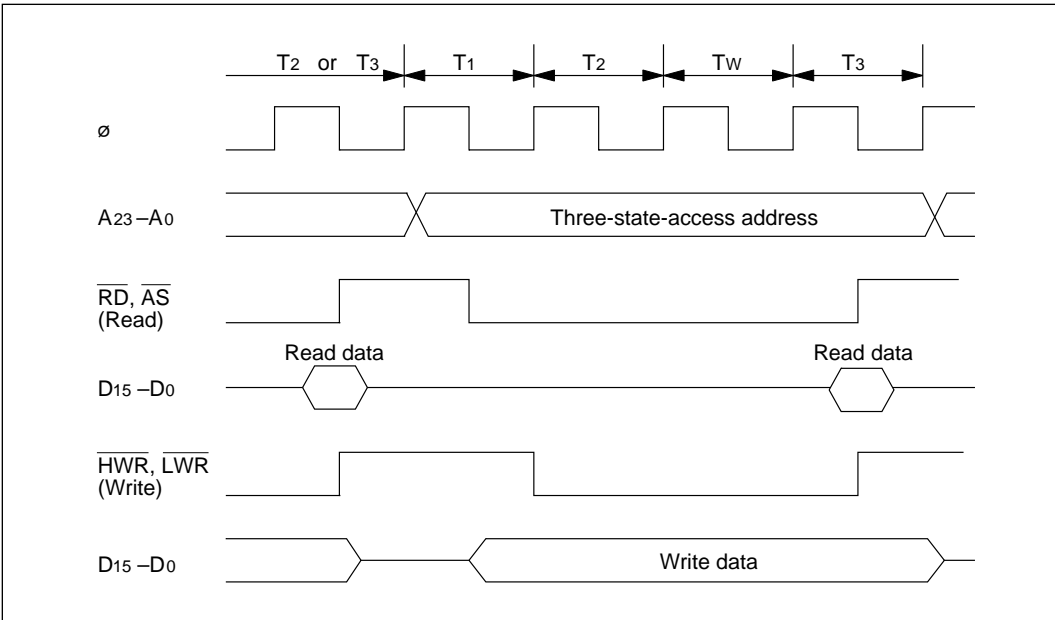 T2 or T3 T1 T2 TW T3
ø
A23–A0 Three-state-access address
RD, AS
(Read)
Read data Read data
D15–D0
HWR, LWR
(Write)
D15–D0 Write data